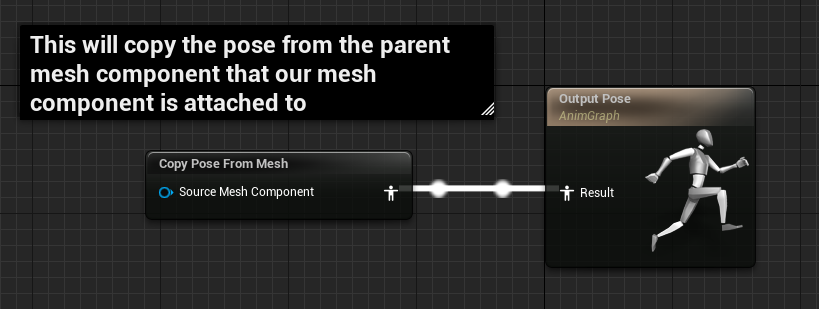 This will copy the pose from the parent
mesh component that our mesh
component is attached to
Output Pose
AnimGraph
Copy Pose From Mesh
Source Mesh Component
Result